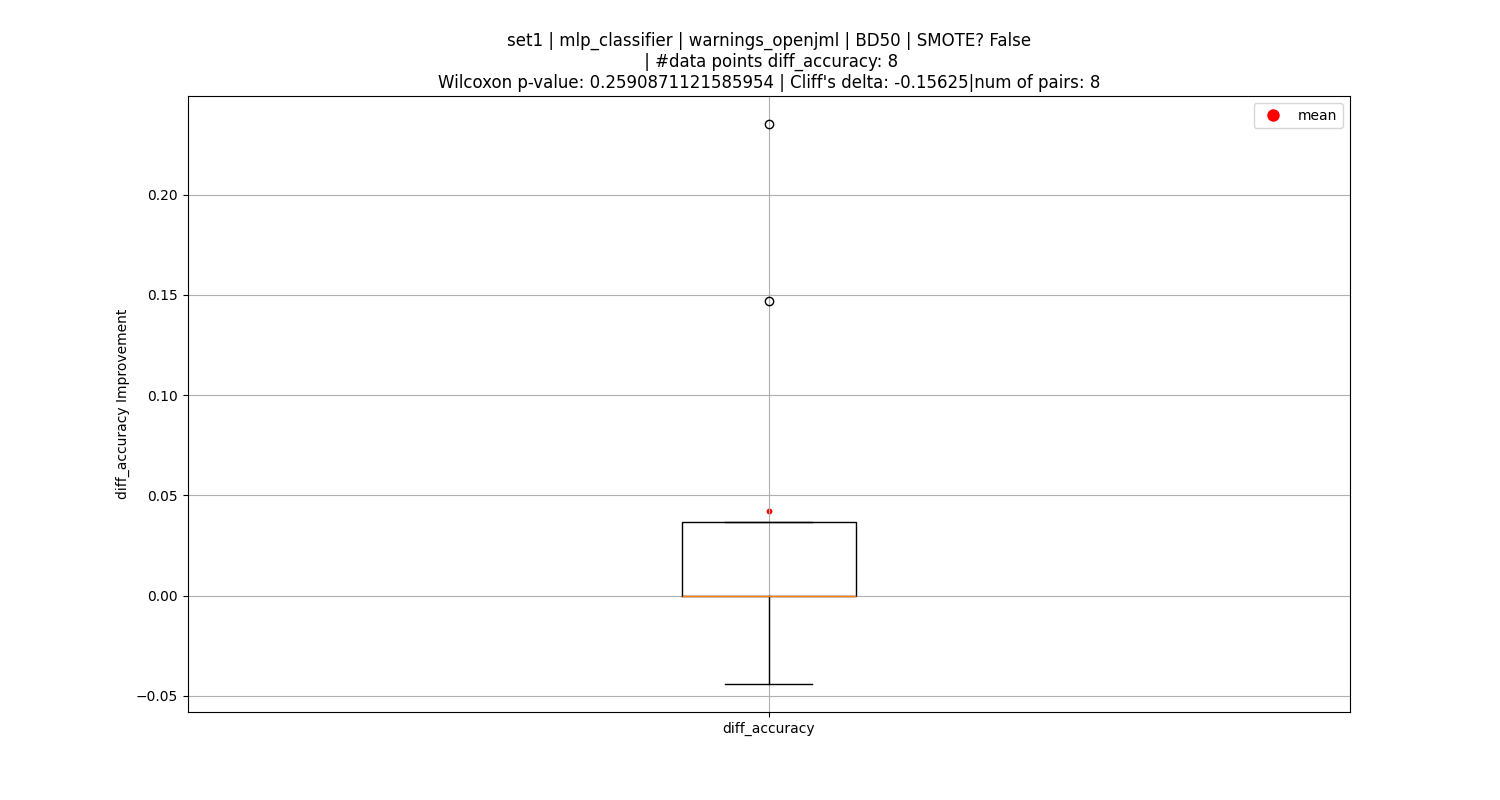 set1 | mlp_classifier | warnings_openjml | BD50 | SMOTE? False
| #data points diff_accuracy: 8
Wilcoxon p-value: 0.2590871121585954 | Cliff's delta: -0.15625|num of pairs: 8
mean
0.20
0.15
0.10
0.05
0.00
−0.05
diff_accuracy Improvement
diff_accuracy